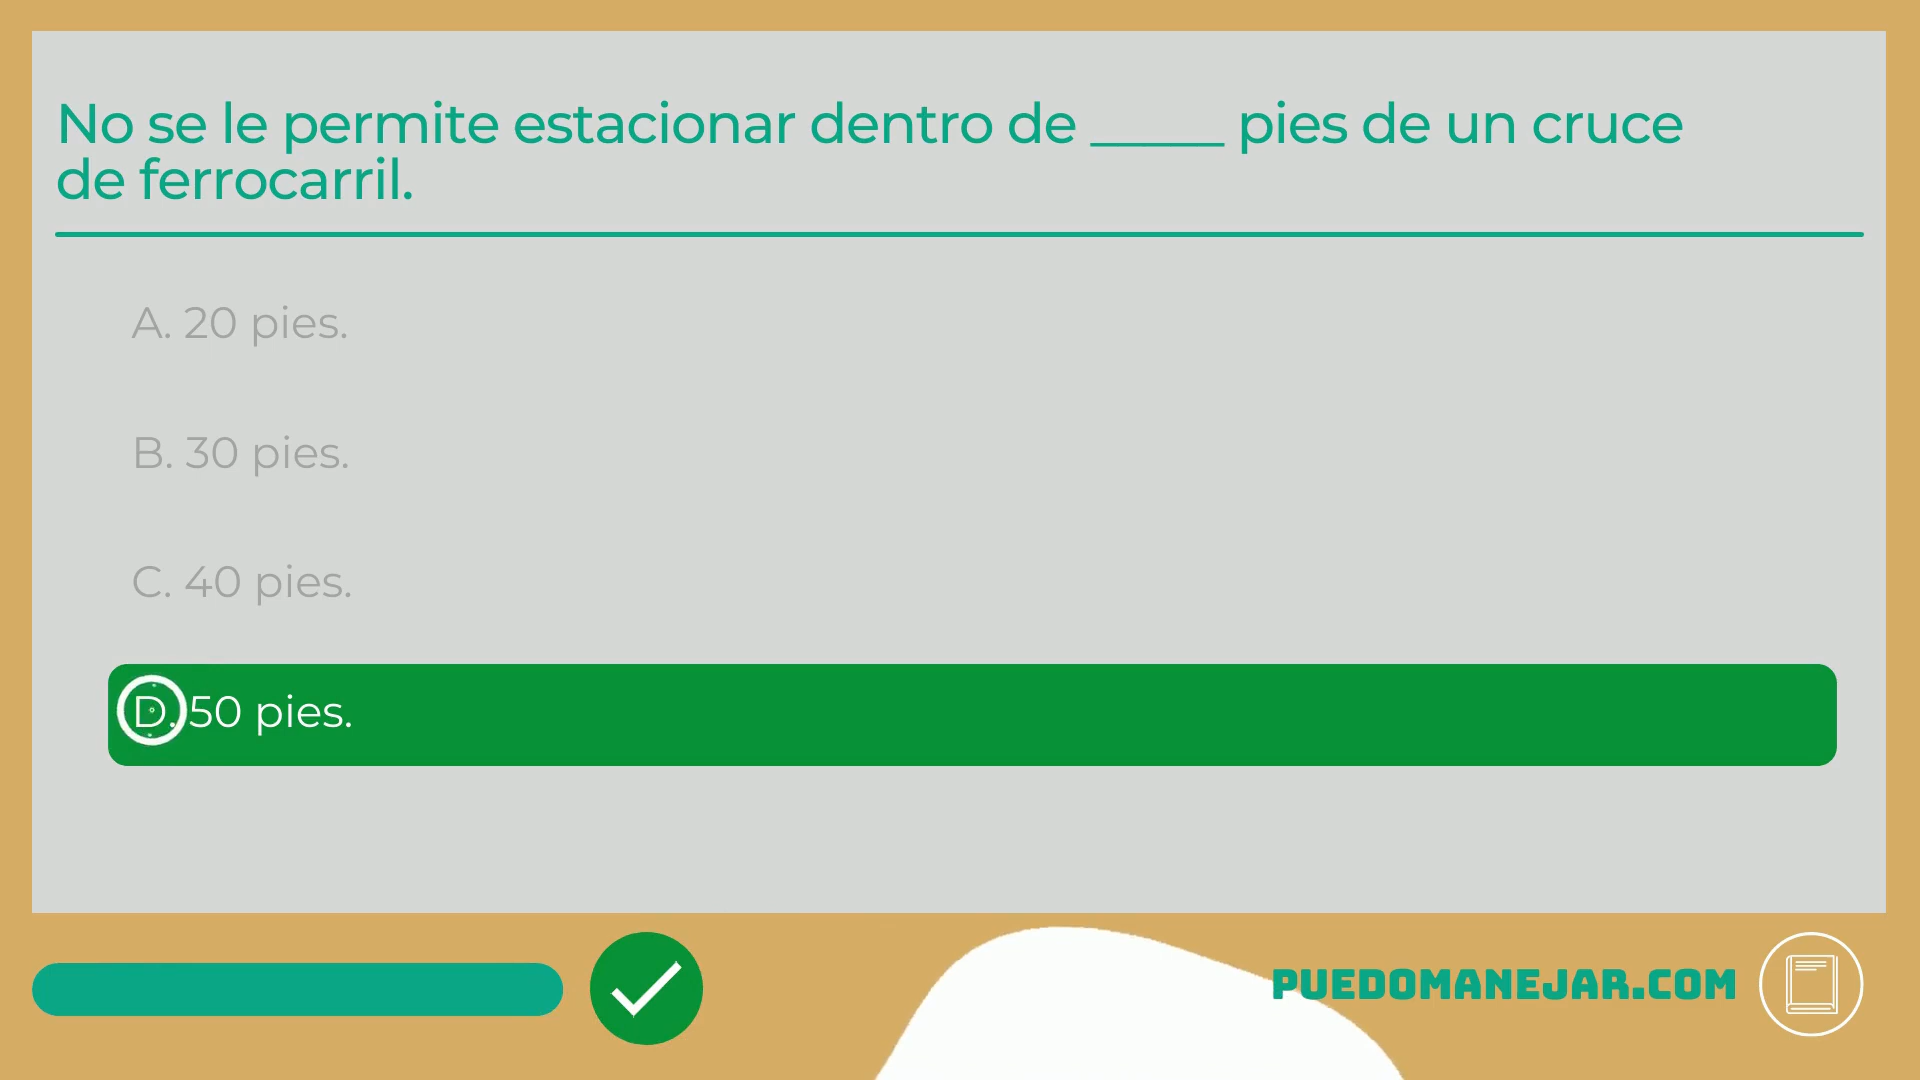 No se le permite estacionar dentro de _____ pies de un cruce
de ferrocarril.
A. 20 pies.
B. 30 pies.
C. 40 pies.
D. 50 pies.
PUEDOMANEJAR.COM